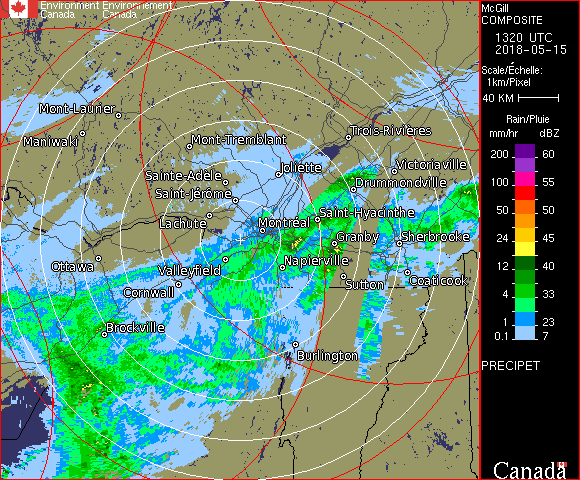 Environment Environnement
Canada Canada
McGill
COMPOSITE
1320 UTC
2018-05-15
Scale/Échelle:
1km/Pixel
40 KM
Rain/Pluie
mm/hr dBZ
200 60
100 55
50 50
24 45
12 40
4 33
1 23
0.1 7
PRECIPET
Canada
Mont-Laurier
Maniwaki
Mont-Tremblant
Trois-Rivières
Joliette
Victoriaville
Sainte-Adèle
Drummondville
Saint-Jérôme
Saint-Hyacinthe
Lachute
Montréal
Granby
Sherbrooke
Ottawa
Valleyfield
Napierville
Coaticook
Cornwall
Sutton
Brockville
Burlington